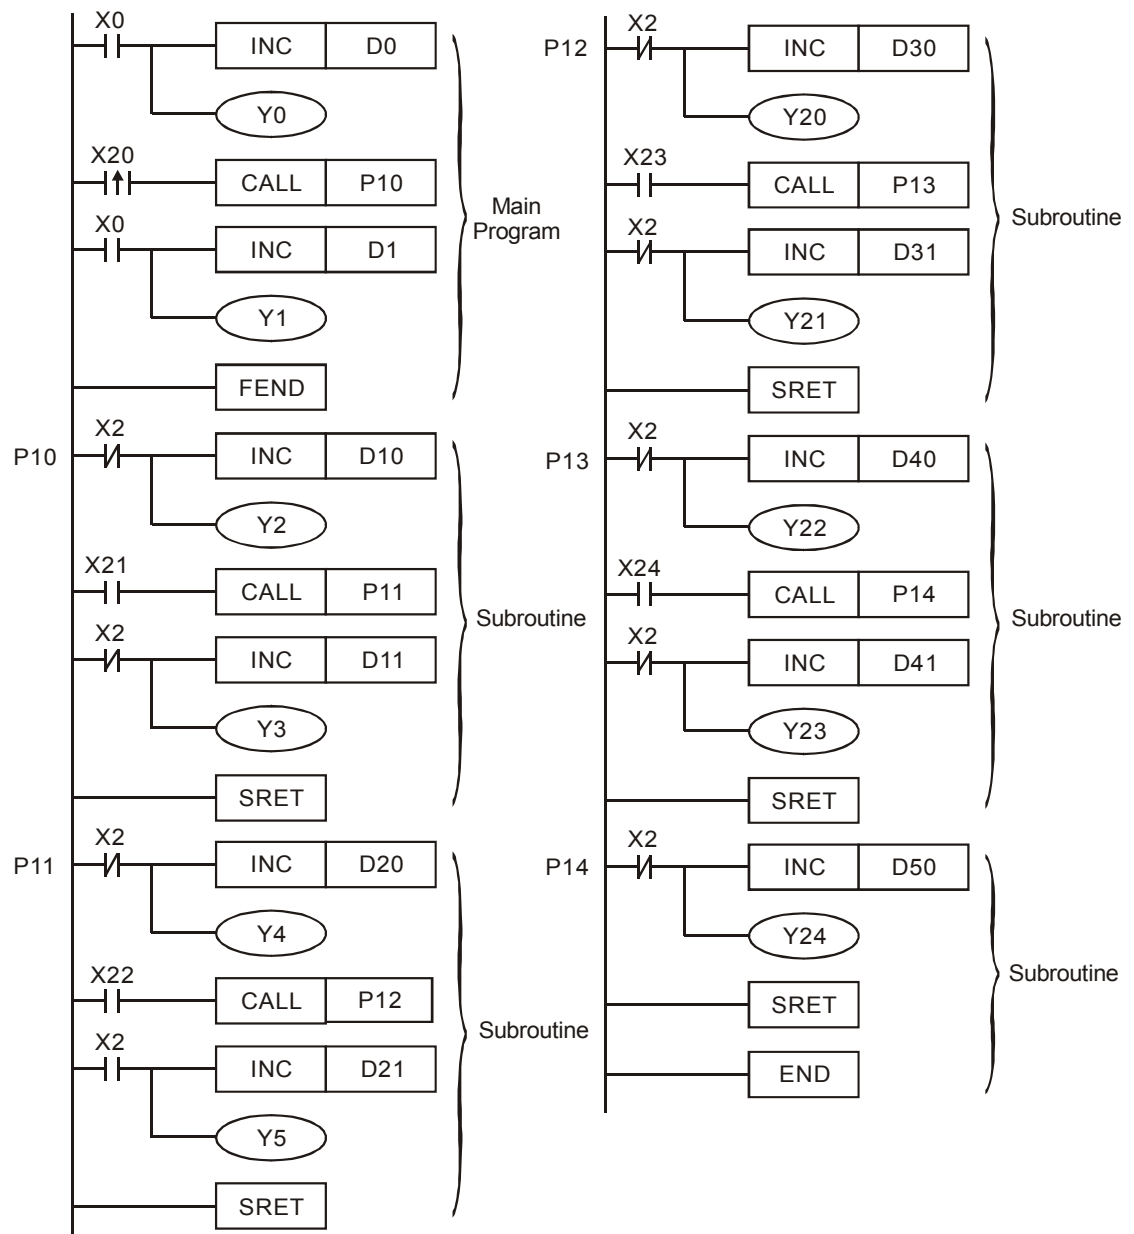 X0
INC D0
Y0
X20
CALL P10
X0
INC D1
Y1
FEND
Main
Program
P10
X2
INC D10
Y2
X21
CALL P11
X2
INC D11
Y3
SRET
Subroutine
P11
X2
INC D20
Y4
X22
CALL P12
X2
INC D21
Y5
SRET
Subroutine
P12
X2
INC D30
Y20
X23
CALL P13
X2
INC D31
Y21
SRET
Subroutine
P13
X2
INC D40
Y22
X24
CALL P14
X2
INC D41
Y23
SRET
Subroutine
P14
X2
INC D50
Y24
SRET
END
Subroutine